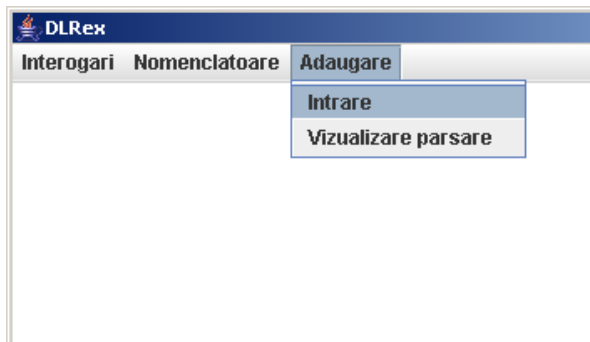 DLRex
Interogari Nomenclatoare Adaugare
Intrare
Vizualizare parsare